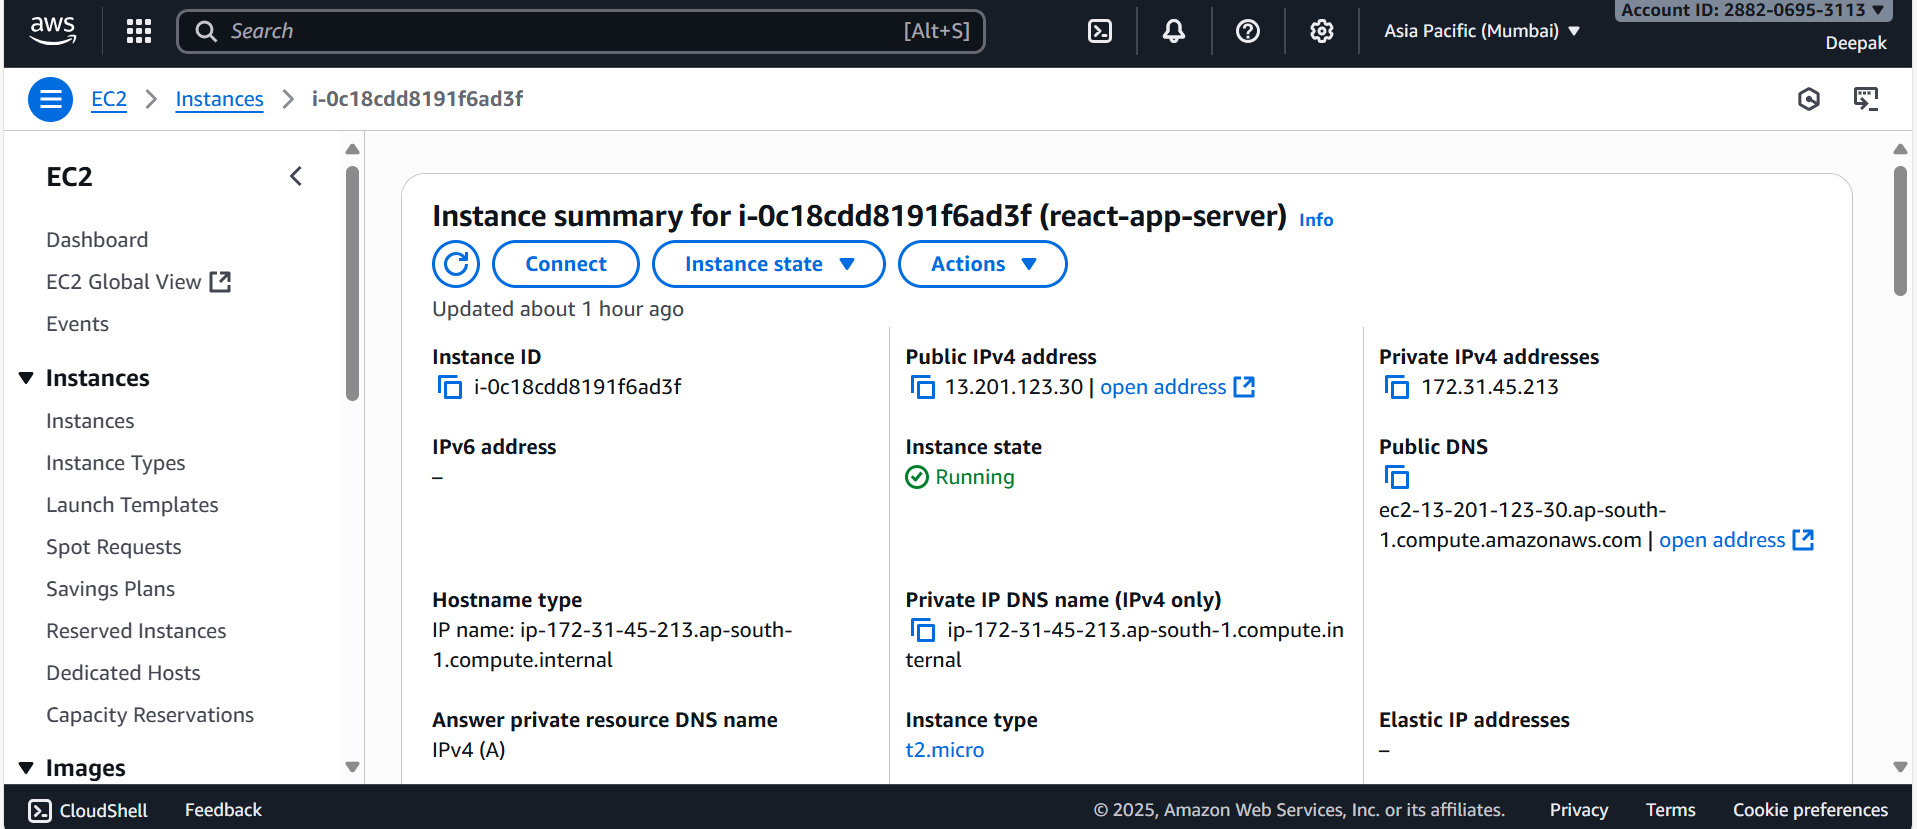 aws
Search [Alt+S]
Asia Pacific (Mumbai)
Account ID: 2882-0695-3113
Deepak
EC2 Instances i-0c18cdd8191f6ad3f
EC2
Dashboard
EC2 Global View
Events
Instances
Instances
Instance Types
Launch Templates
Spot Requests
Savings Plans
Reserved Instances
Dedicated Hosts
Capacity Reservations
Images
Instance summary for i-0c18cdd8191f6ad3f (react-app-server) Info
Connect
Instance state
Actions
Updated about 1 hour ago
Instance ID
i-0c18cdd8191f6ad3f
Public IPv4 address
13.201.123.30 | open address
Private IPv4 addresses
172.31.45.213
IPv6 address
–
Instance state
Running
Public DNS
ec2-13-201-123-30.ap-south-
1.compute.amazonaws.com | open address
Hostname type
IP name: ip-172-31-45-213.ap-south-
1.compute.internal
Private IP DNS name (IPv4 only)
ip-172-31-45-213.ap-south-1.compute.in
ternal
Answer private resource DNS name
IPv4 (A)
Instance type
t2.micro
Elastic IP addresses
–
CloudShell
Feedback
© 2025, Amazon Web Services, Inc. or its affiliates.
Privacy
Terms
Cookie preferences